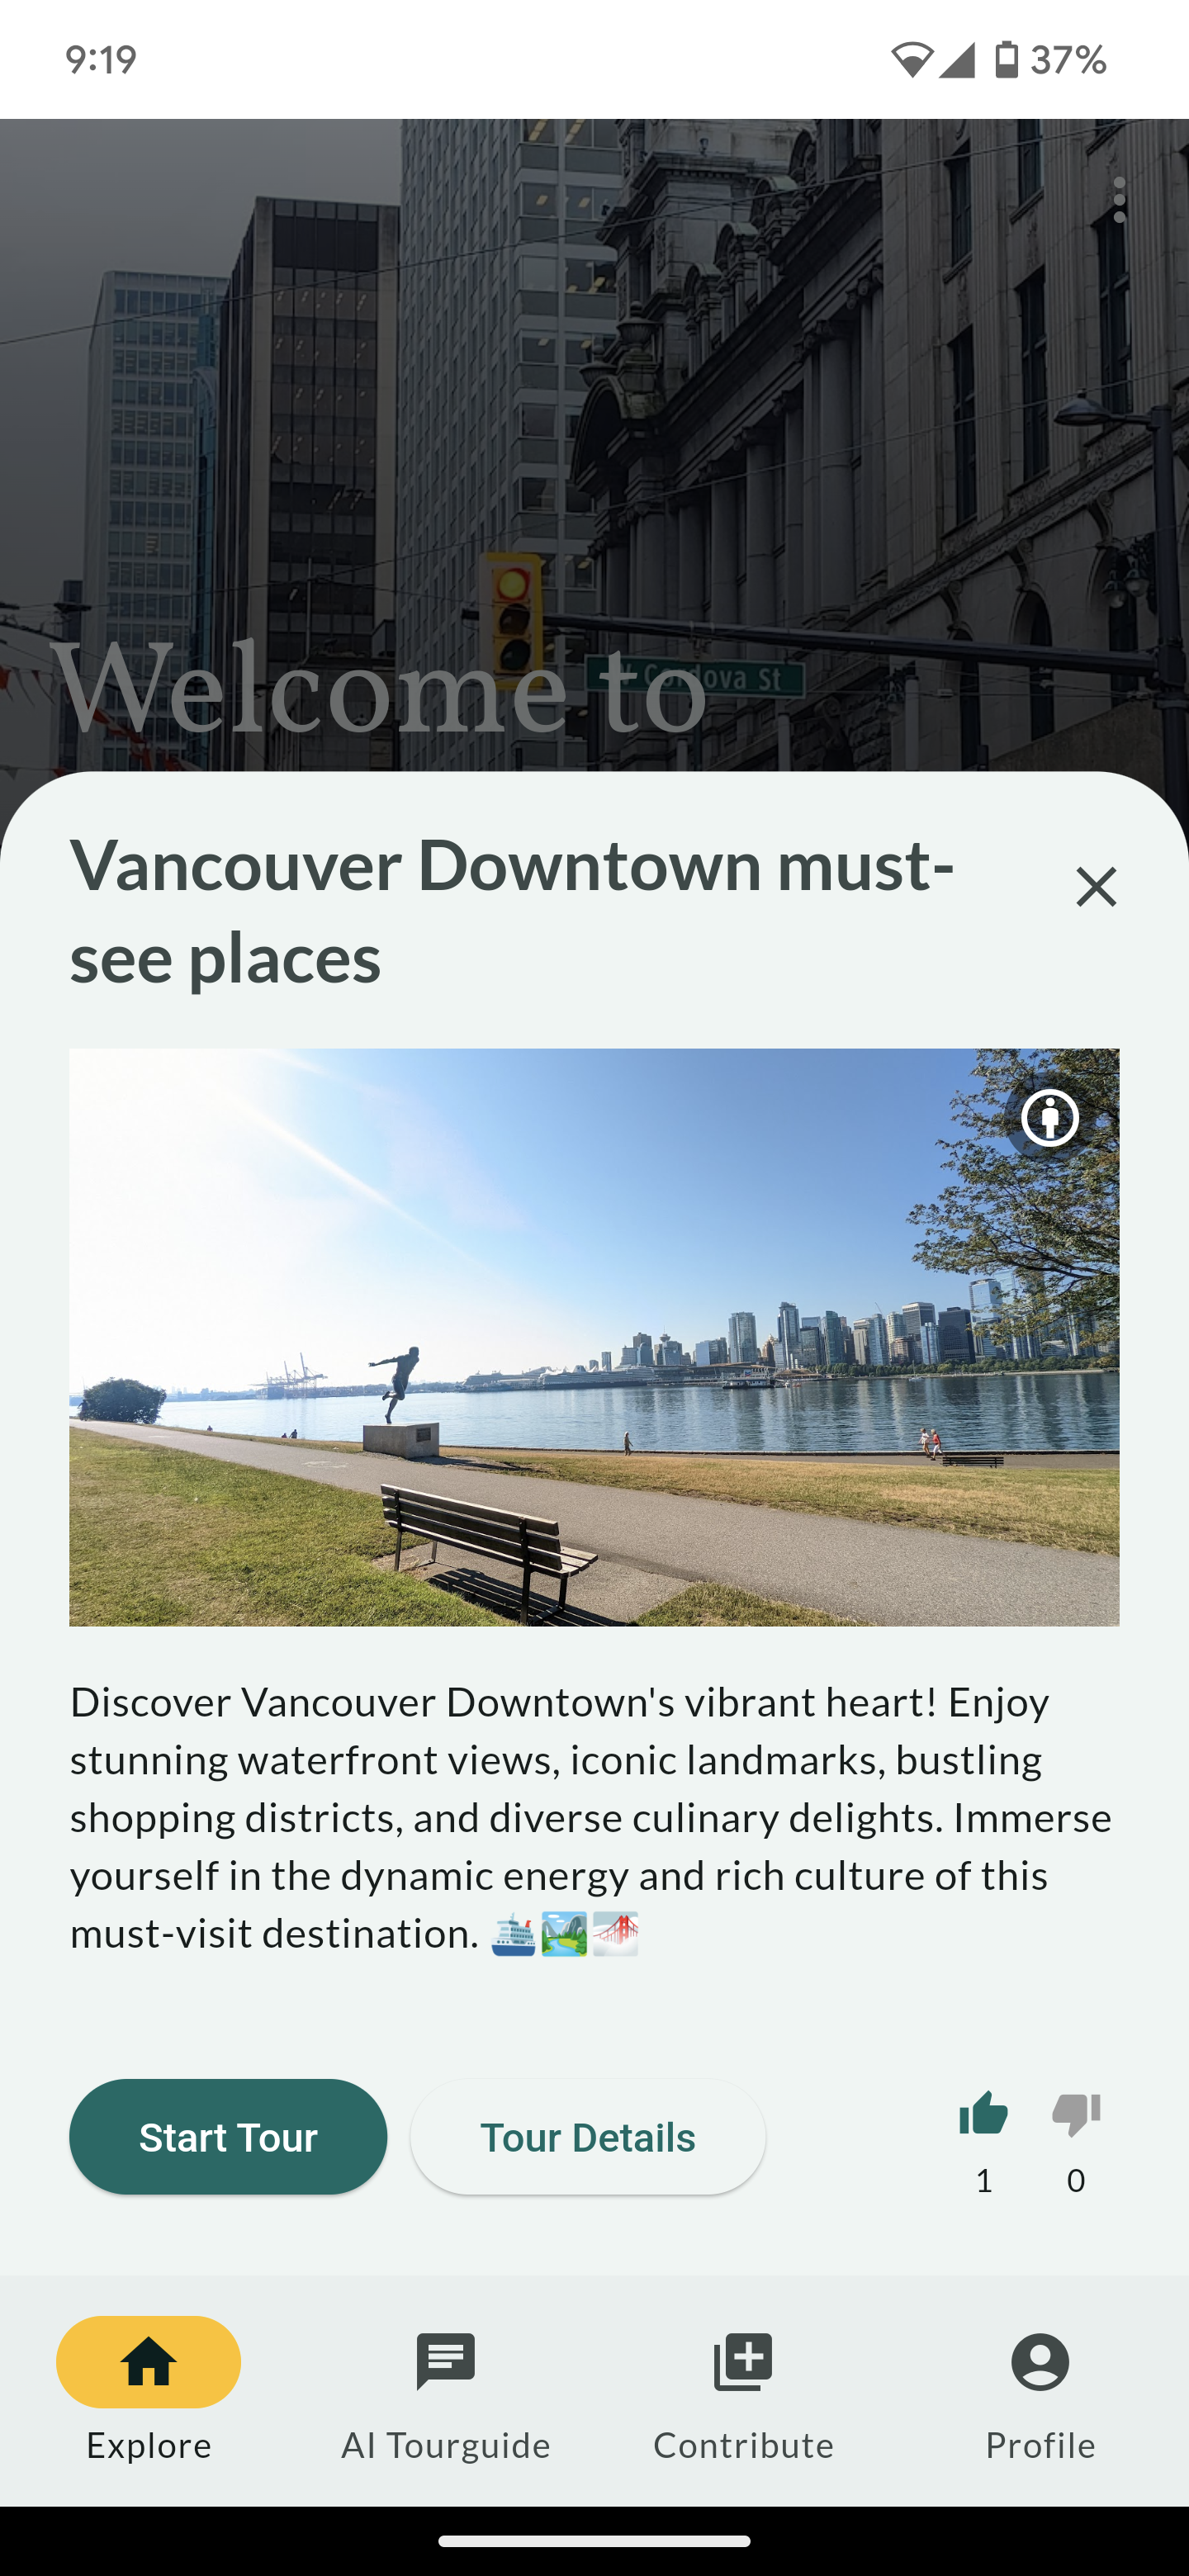 9:19
37%
Welcome to
Cordova St
Vancouver Downtown must-
see places
Discover Vancouver Downtown's vibrant heart! Enjoy
stunning waterfront views, iconic landmarks, bustling
shopping districts, and diverse culinary delights. Immerse
yourself in the dynamic energy and rich culture of this
must-visit destination. 🛳️🏞️🌁
Start Tour
Tour Details
1
0
Explore
AI Tourguide
Contribute
Profile